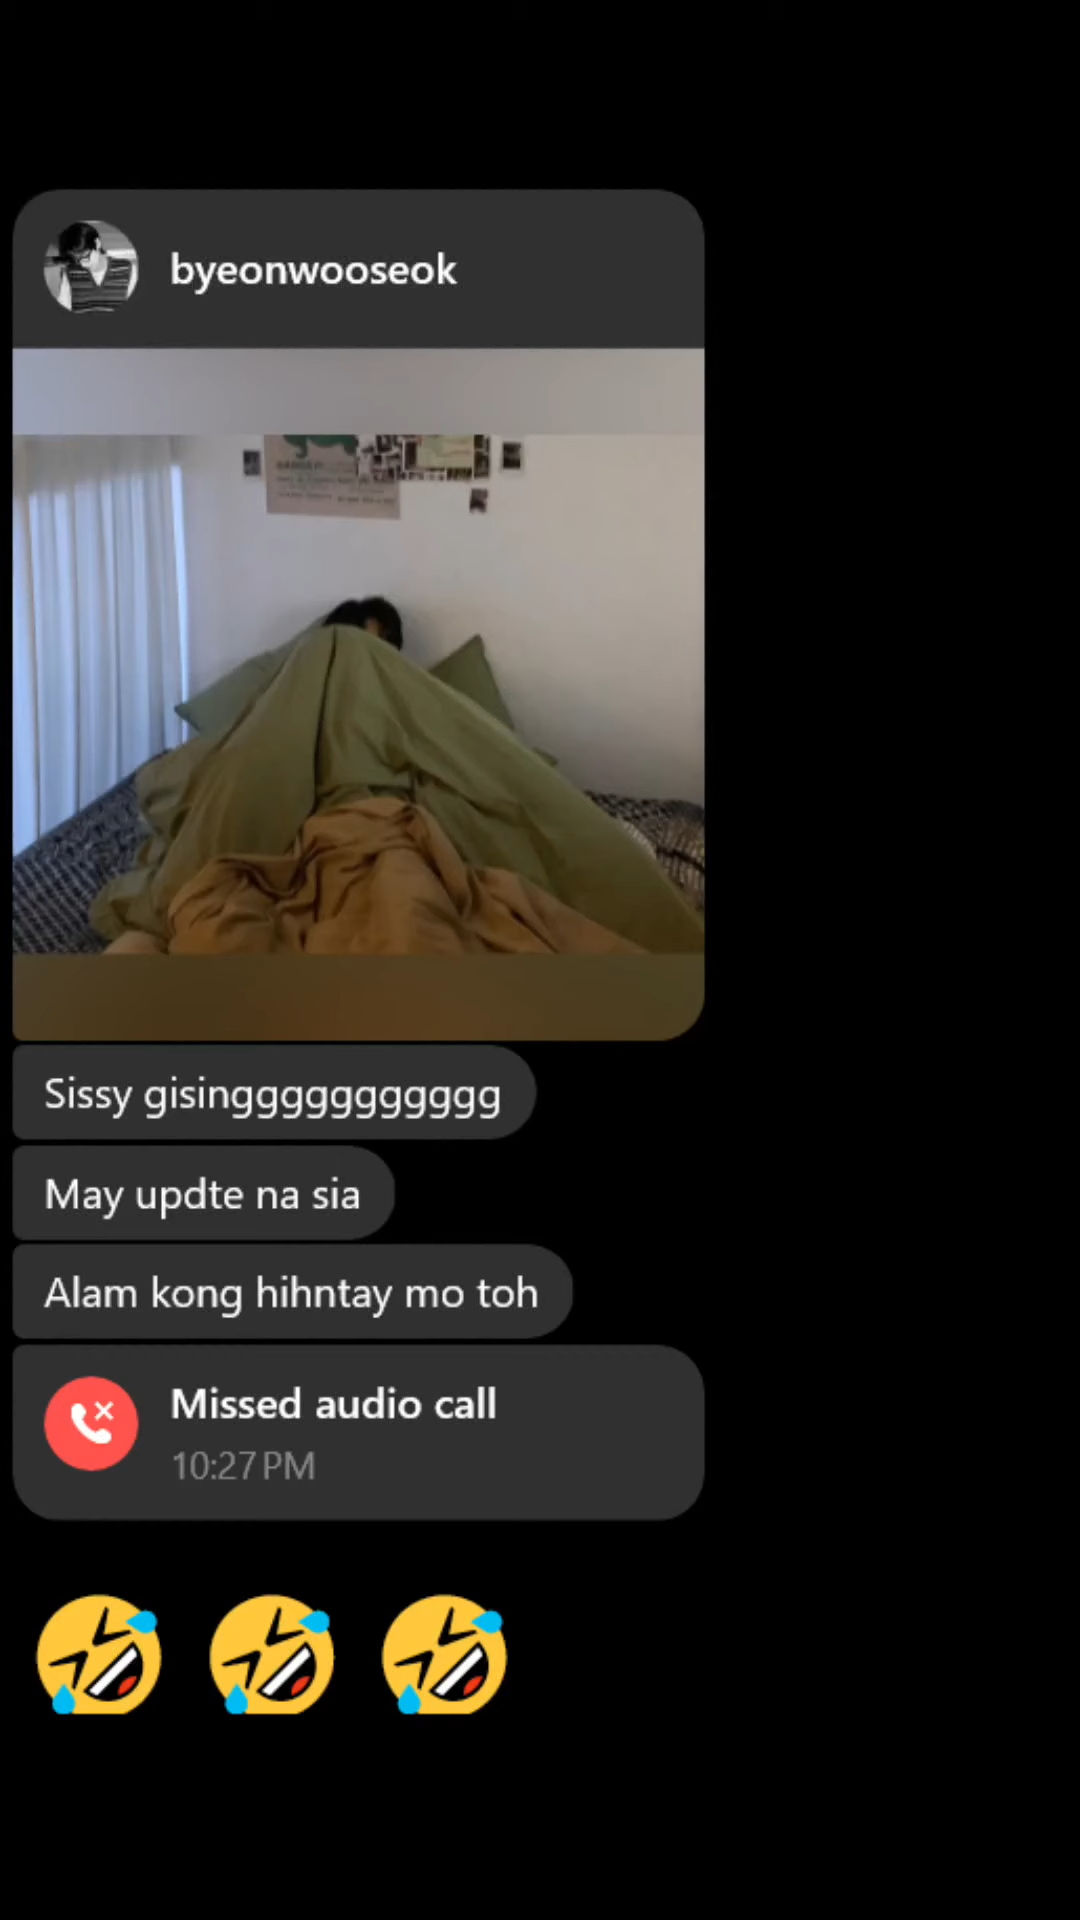 byeonwooseok
Sissy gisinggggggggggg
May updte na sia
Alam kong hihntay mo toh
Missed audio call
10:27 PM
🤣 🤣 🤣